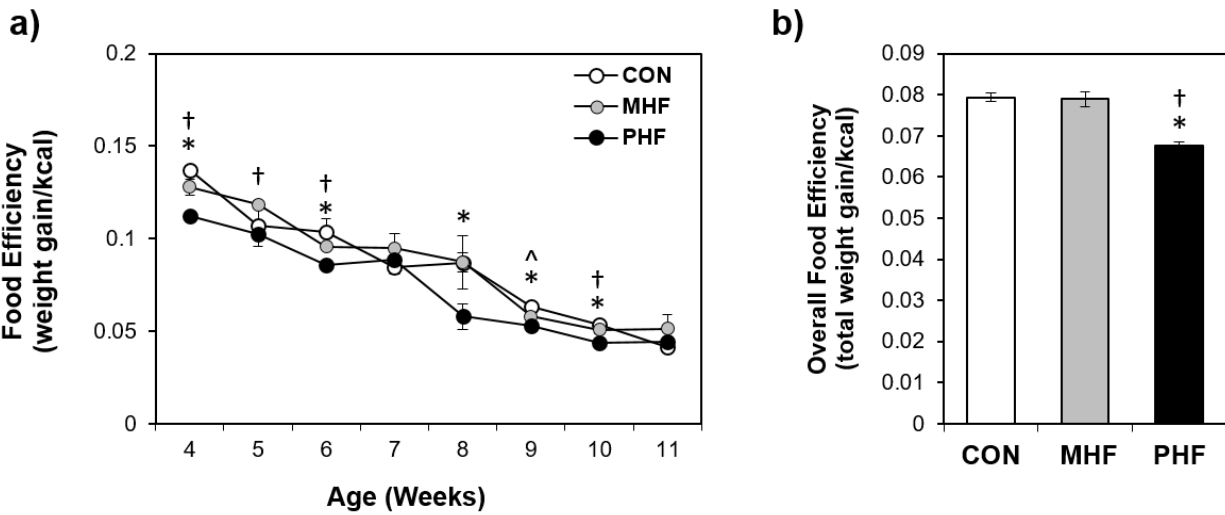 a)
Food Efficiency
(weight gain/kcal)
0.2
0.15
0.1
0.05
0
CON
MHF
PHF
†
*
†
†
*
*
^
*
†
*
4 5 6 7 8 9 10 11
Age (Weeks)
b)
Overall Food Efficiency
(total weight gain/kcal)
0.09
0.08
0.07
0.06
0.05
0.04
0.03
0.02
0.01
0
†
*
CON MHF PHF